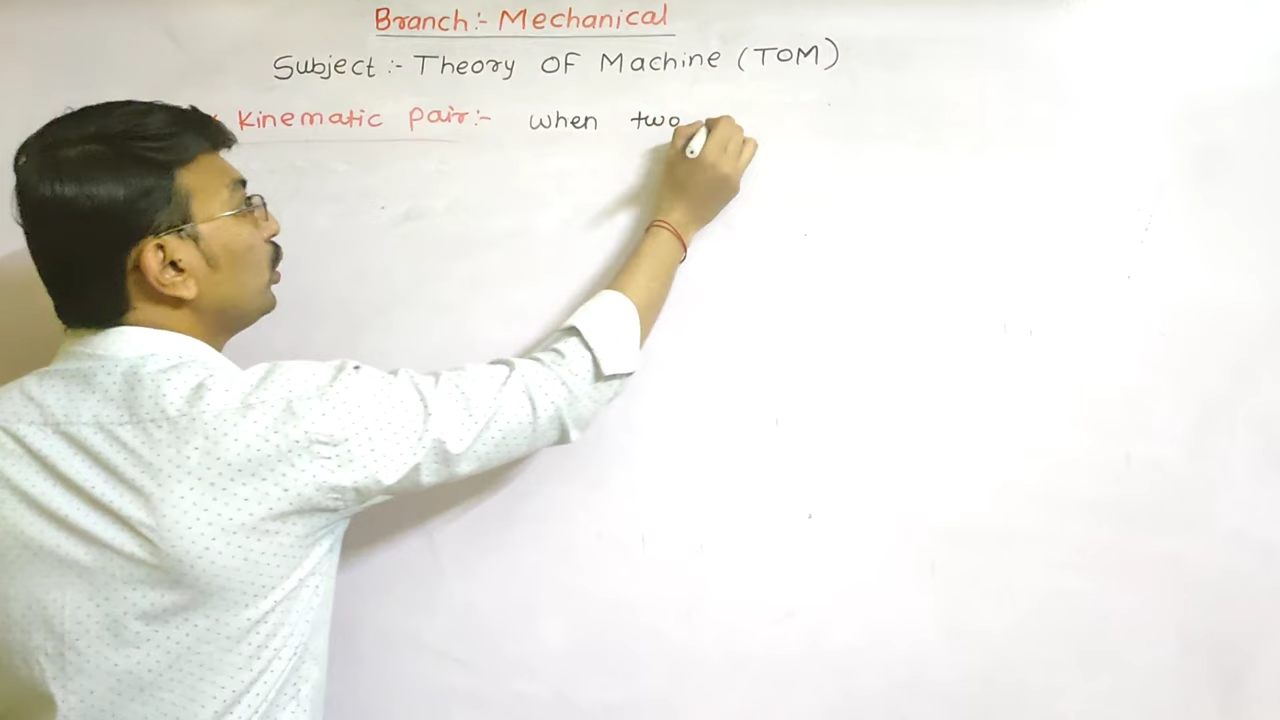 Branch:- Mechanical
Subject:- Theory OF Machine (TOM)
Kinematic Pair:- when two